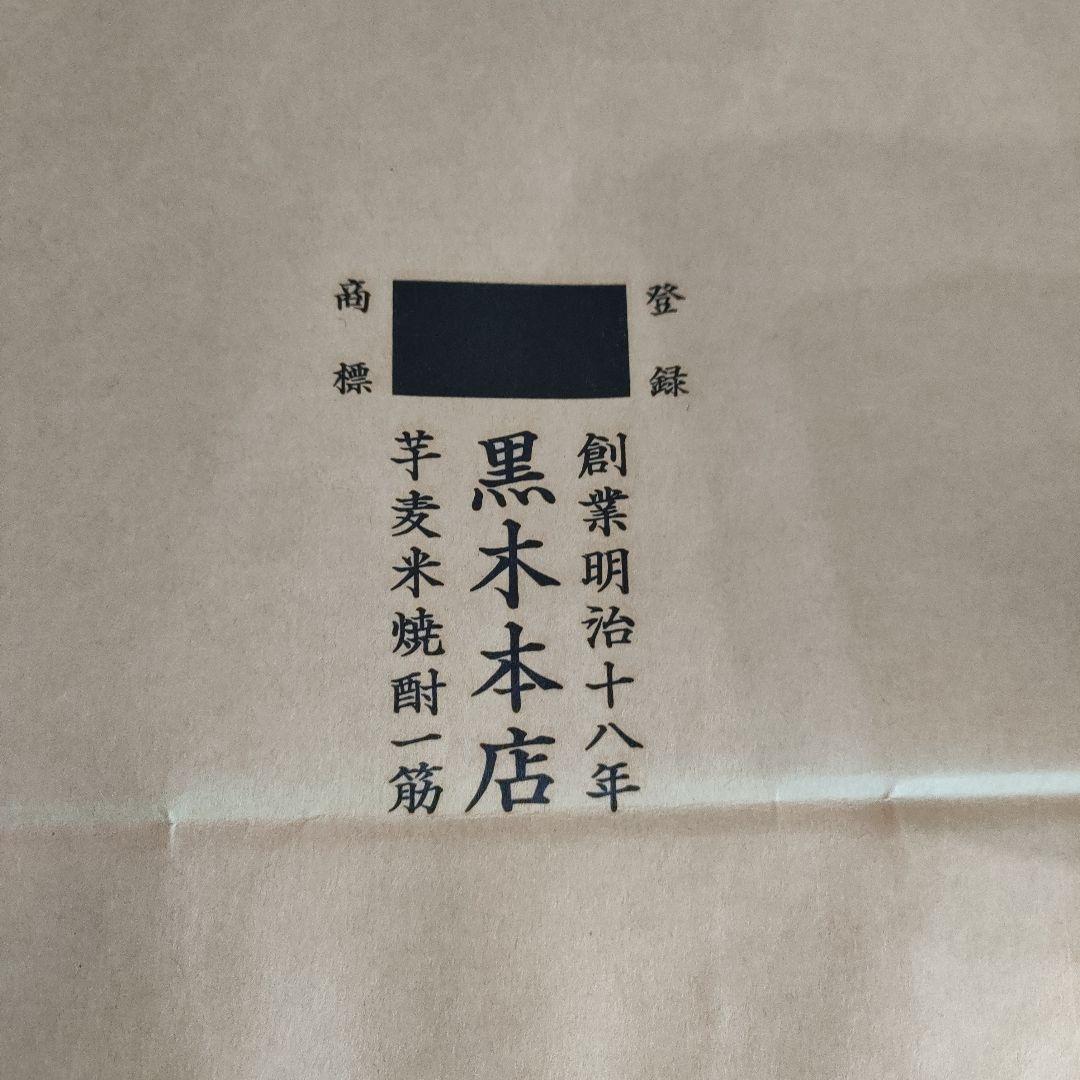 登録
商標
創業明治十八年
黒木本店
芋麦米焼酎一筋